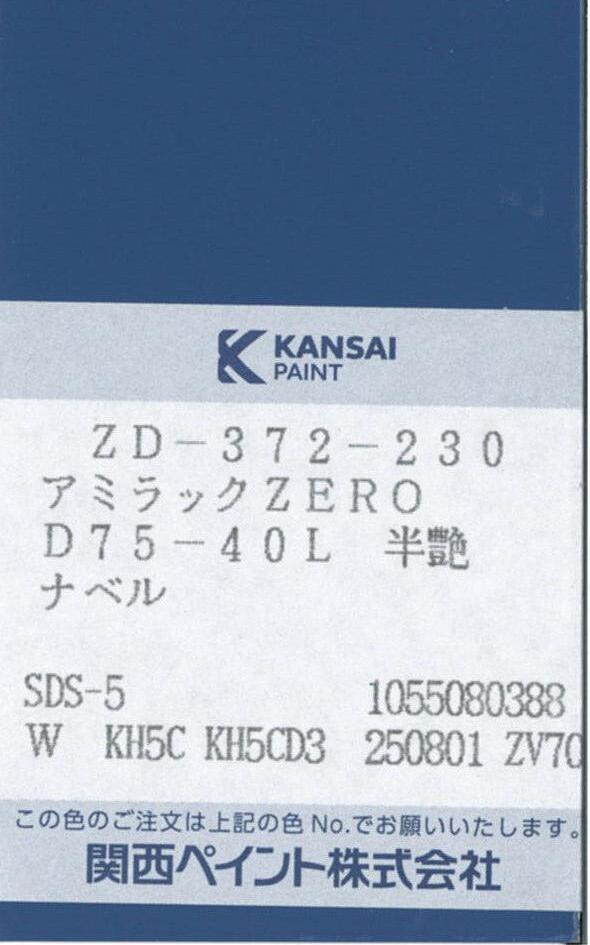 KANSAI
PAINT
ZD-372-230
アミラックZERO
D75-40L 半艶
ナベル
SDS-5 1055080388
W KH5C KH5CD3 250801 ZV70
この色のご注文は上記の色No.でお願いいたします。
関西ペイント株式会社